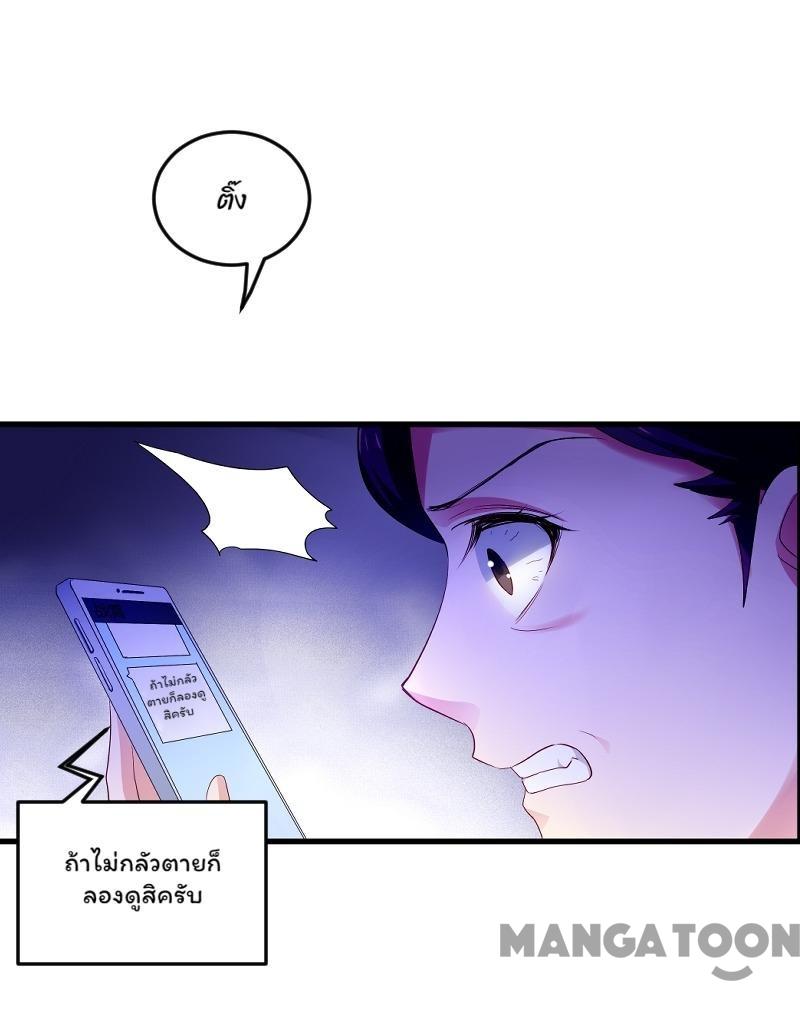 ติ๊ง
ถ้าไม่กลัว
ตายก็ลองดู
สิครับ
ถ้าไม่กลัวตายก็
ลองดูสิครับ
MANGATOON